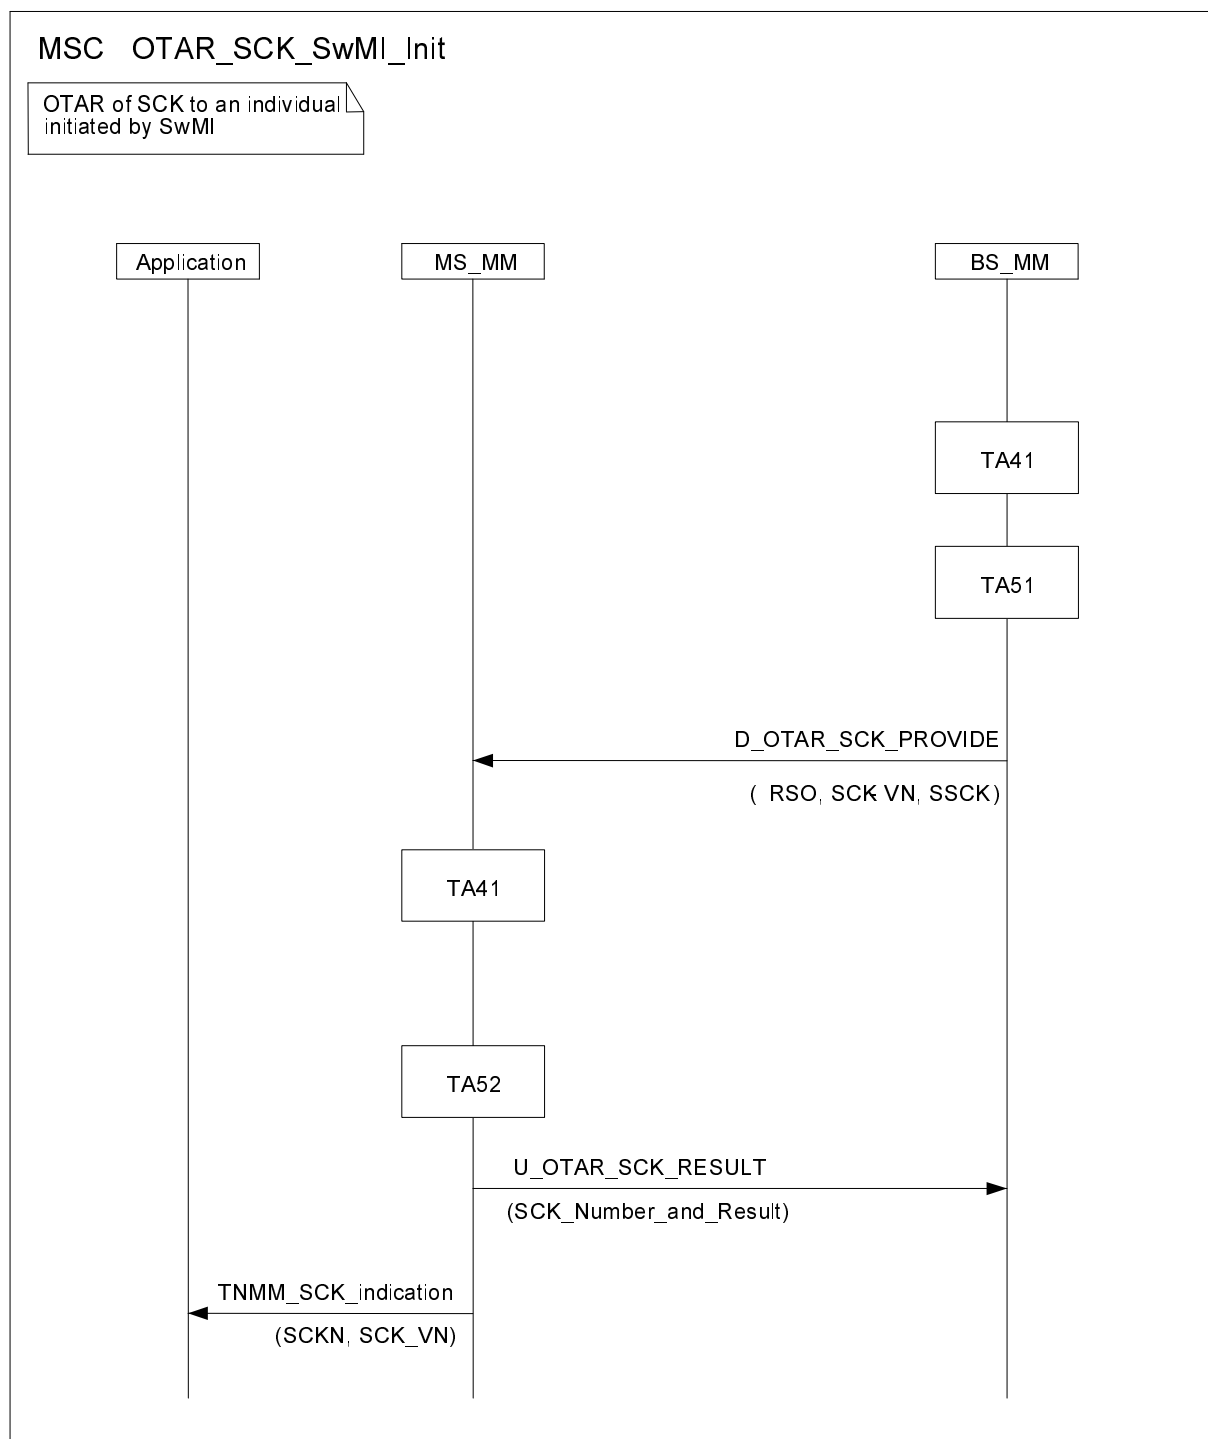 MSC OTAR_SCK_SwMI_Init
OTAR of SCK to an individual
initiated by SwMI
Application
MS_MM
BS_MM
TA41
TA51
D_OTAR_SCK_PROVIDE
( RSO, SCK-VN, SSCK)
TA41
TA52
U_OTAR_SCK_RESULT
(SCK_Number_and_Result)
TNMM_SCK_indication
(SCKN, SCK_VN)